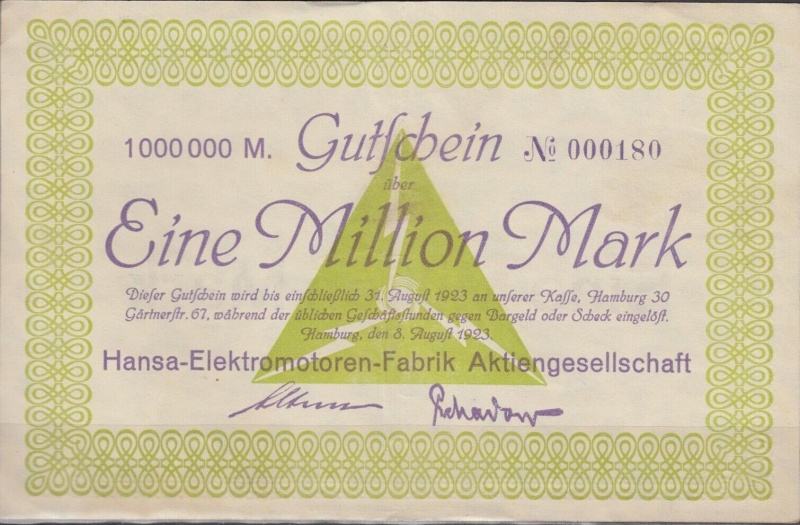 1000000 M. Gutſchein № 000180
über
Eine Million Mark
Dieſer Gutſchein wird bis einſchließlich 31. Auguſt 1923 an unſerer Kaſſe, Hamburg 30
Gärtnerſtr. 67, während der üblichen Geſchäftsſtunden gegen Bargeld oder Scheck eingelöſt.
Hamburg, den 8. Auguſt 1923.
Hansa-Elektromotoren-Fabrik Aktiengesellschaft